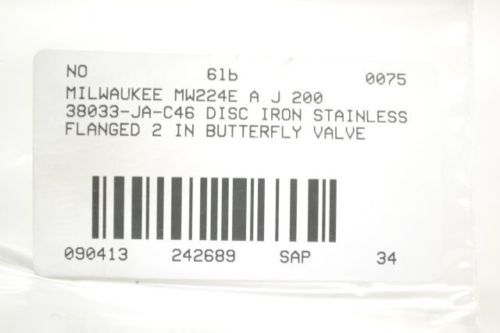 NO 61b 0075
MILWAUKEE MW224E A J 200
38033-JA-C46 DISC IRON STAINLESS
FLANGED 2 IN BUTTERFLY VALVE
090413 242689 SAP 34